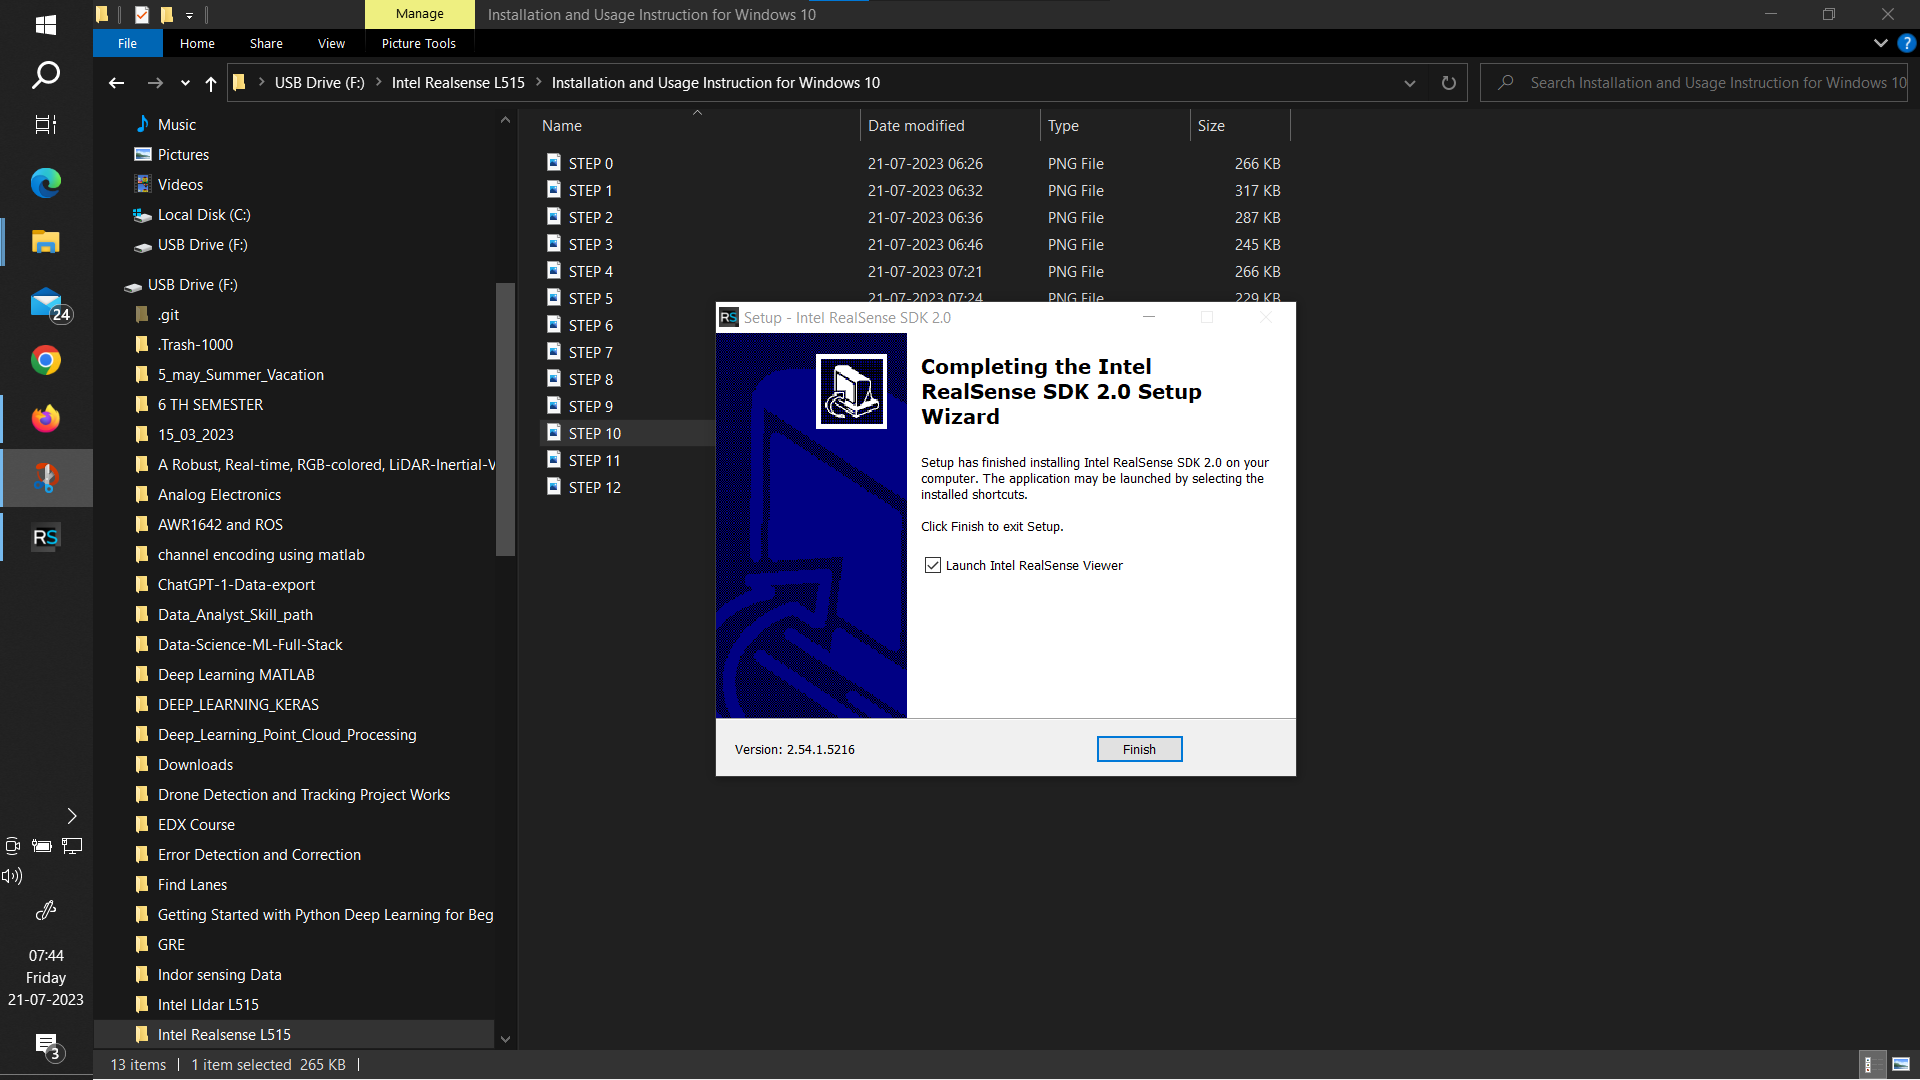 Manage
Installation and Usage Instruction for Windows 10
File
Home
Share
View
Picture Tools
USB Drive (F:)
Intel Realsense L515
Installation and Usage Instruction for Windows 10
Search Installation and Usage Instruction for Windows 10
Music
Pictures
Videos
Local Disk (C:)
USB Drive (F:)
USB Drive (F:)
.git
.Trash-1000
5_may_Summer_Vacation
6 TH SEMESTER
15_03_2023
A Robust, Real-time, RGB-colored, LiDAR-Inertial-V
Analog Electronics
AWR1642 and ROS
channel encoding using matlab
ChatGPT-1-Data-export
Data_Analyst_Skill_path
Data-Science-ML-Full-Stack
Deep Learning MATLAB
DEEP_LEARNING_KERAS
Deep_Learning_Point_Cloud_Processing
Downloads
Drone Detection and Tracking Project Works
EDX Course
Error Detection and Correction
Find Lanes
Getting Started with Python Deep Learning for Beg
GRE
Indor sensing Data
Intel LIdar L515
Intel Realsense L515
Name Date modified Type Size
STEP 0 21-07-2023 06:26 PNG File 266 KB
STEP 1 21-07-2023 06:32 PNG File 317 KB
STEP 2 21-07-2023 06:36 PNG File 287 KB
STEP 3 21-07-2023 06:46 PNG File 245 KB
STEP 4 21-07-2023 07:21 PNG File 266 KB
STEP 5 21-07-2023 07:24 PNG File 229 KB
STEP 6
STEP 7
STEP 8
STEP 9
STEP 10
STEP 11
STEP 12
RS Setup - Intel RealSense SDK 2.0
Completing the Intel
RealSense SDK 2.0 Setup
Wizard
Setup has finished installing Intel RealSense SDK 2.0 on your
computer. The application may be launched by selecting the
installed shortcuts.
Click Finish to exit Setup.
Launch Intel RealSense Viewer
Version: 2.54.1.5216
Finish
24
RS
07:44
Friday
21-07-2023
3
13 items
1 item selected 265 KB
?